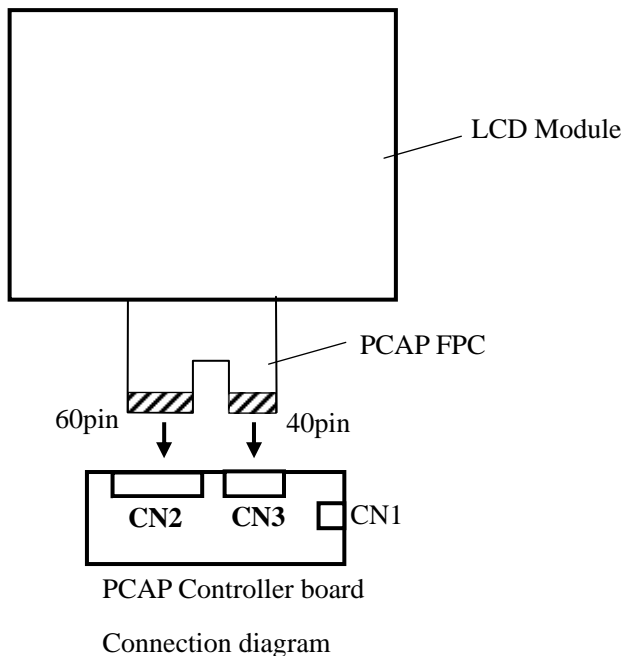 LCD Module
PCAP FPC
60pin
40pin
CN2
CN3
CN1
PCAP Controller board
Connection diagram